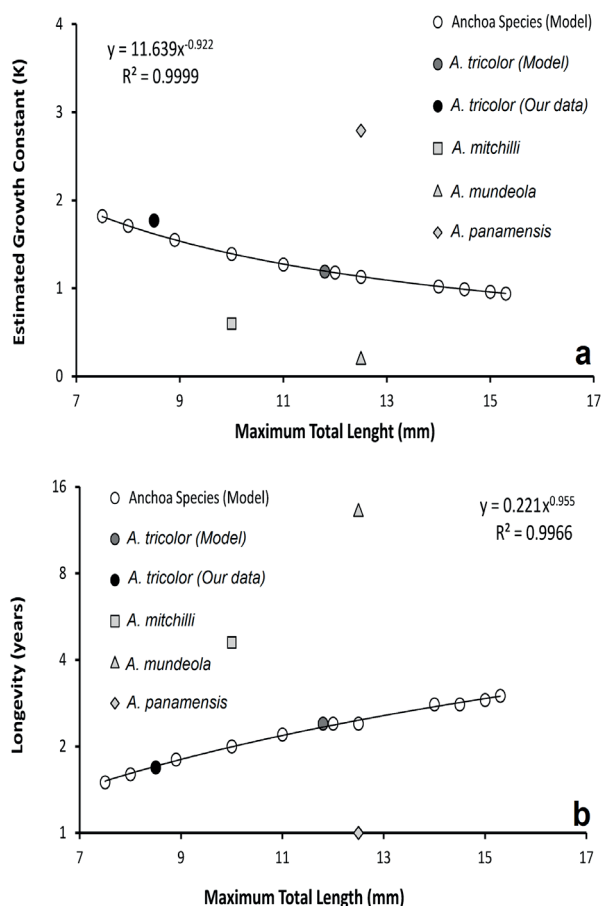 4
y = 11.639x^-0.922
R² = 0.9999
Anchoa Species (Model)
A. tricolor (Model)
A. tricolor (Our data)
A. mitchilli
A. mundeola
A. panamensis
3
2
1
0
Estimated Growth Constant (K)
7 9 11 13 15 17
Maximum Total Lenght (mm)
a
16
8
4
2
1
Longevity (years)
Anchoa Species (Model)
A. tricolor (Model)
A. tricolor (Our data)
A. mitchilli
A. mundeola
A. panamensis
y = 0.221x^0.955
R² = 0.9966
b
7 9 11 13 15 17
Maximum Total Length (mm)